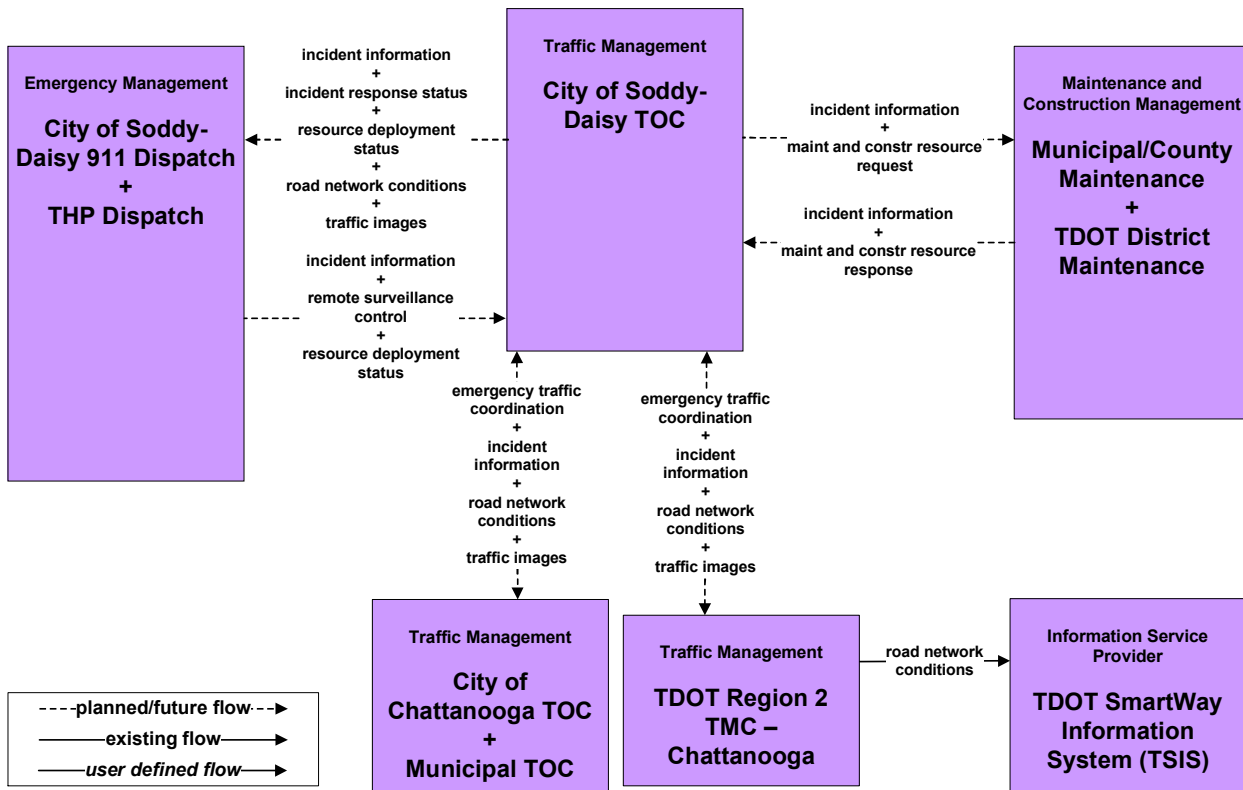 Emergency Management
City of Soddy-
Daisy 911 Dispatch
+
THP Dispatch
incident information
+
incident response status
+
resource deployment
status
+
road network conditions
+
traffic images
incident information
+
remote surveillance
control
+
resource deployment
status
Traffic Management
City of Soddy-
Daisy TOC
incident information
+
maint and constr resource
request
incident information
+
maint and constr resource
response
Maintenance and
Construction Management
Municipal/County
Maintenance
+
TDOT District
Maintenance
emergency traffic
coordination
+
incident
information
+
road network
conditions
+
traffic images
emergency traffic
coordination
+
incident
information
+
road network
conditions
+
traffic images
Traffic Management
City of
Chattanooga TOC
+
Municipal TOC
Traffic Management
TDOT Region 2
TMC –
Chattanooga
road network
conditions
Information Service
Provider
TDOT SmartWay
Information
System (TSIS)
planned/future flow
existing flow
user defined flow